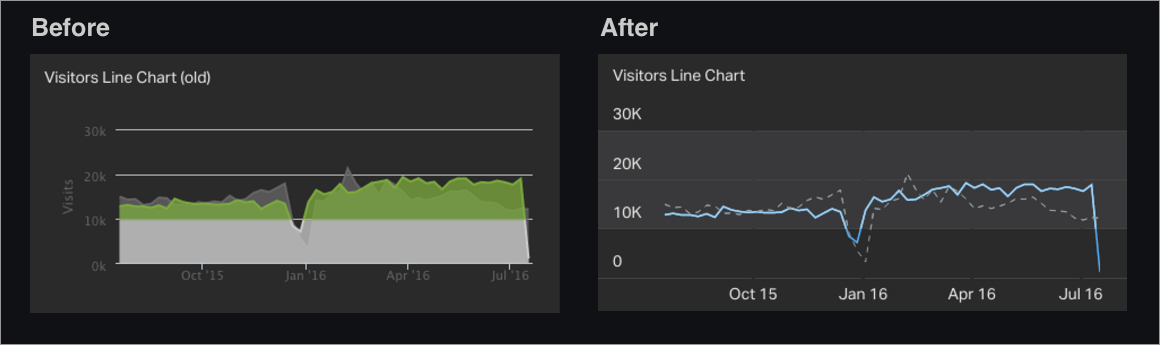 Before
Visitors Line Chart (old)
30k
20k
10k
0k
Visits
Oct '15 Jan '16 Apr '16 Jul '16
After
Visitors Line Chart
30K
20K
10K
0
Oct 15 Jan 16 Apr 16 Jul 16